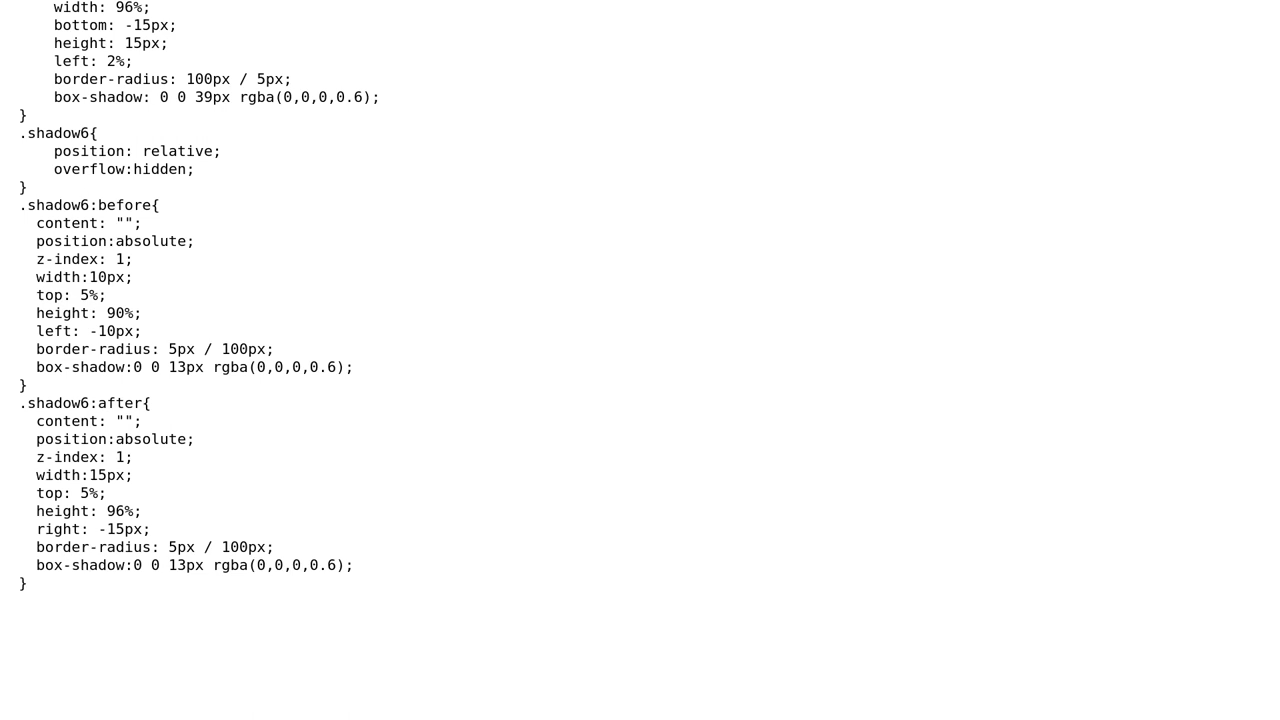 width: 96%;
    bottom: -15px;
    height: 15px;
    left: 2%;
    border-radius: 100px / 5px;
    box-shadow: 0 0 39px rgba(0,0,0,0.6);
}
.shadow6{
    position: relative;
    overflow:hidden;
}
.shadow6:before{
  content: "";
  position:absolute;
  z-index: 1;
  width:10px;
  top: 5%;
  height: 90%;
  left: -10px;
  border-radius: 5px / 100px;
  box-shadow:0 0 13px rgba(0,0,0,0.6);
}
.shadow6:after{
  content: "";
  position:absolute;
  z-index: 1;
  width:15px;
  top: 5%;
  height: 96%;
  right: -15px;
  border-radius: 5px / 100px;
  box-shadow:0 0 13px rgba(0,0,0,0.6);
}